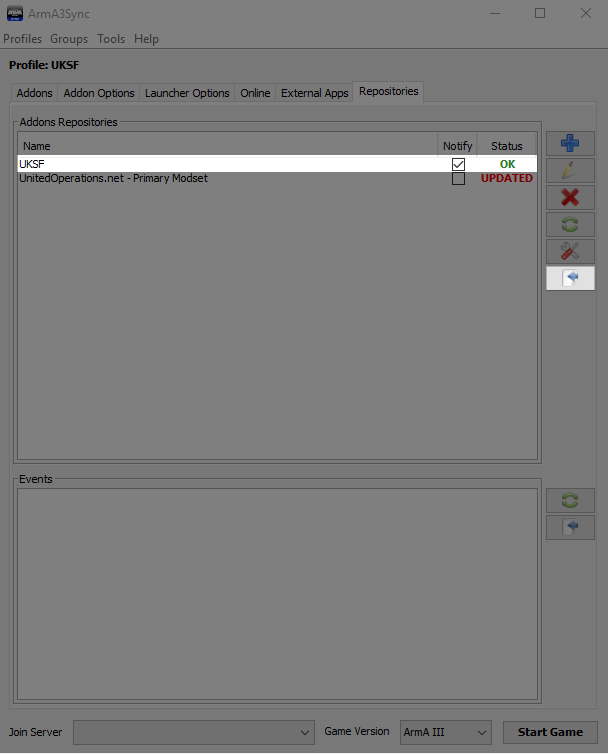 ArmA3Sync
Profiles Groups Tools Help
Profile: UKSF
Addons Addon Options Launcher Options Online External Apps Repositories
Addons Repositories
Name Notify Status
UKSF OK
UnitedOperations.net - Primary Modset UPDATED
Events
Join Server Game Version ArmA III Start Game